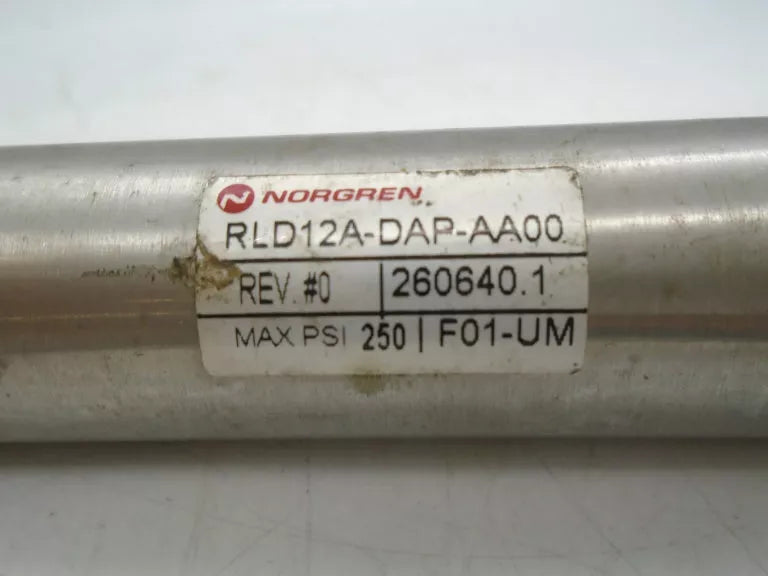 NORGREN
RLD12A-DAP-AA00
REV. #0 260640.1
MAX PSI 250 | F01-UM